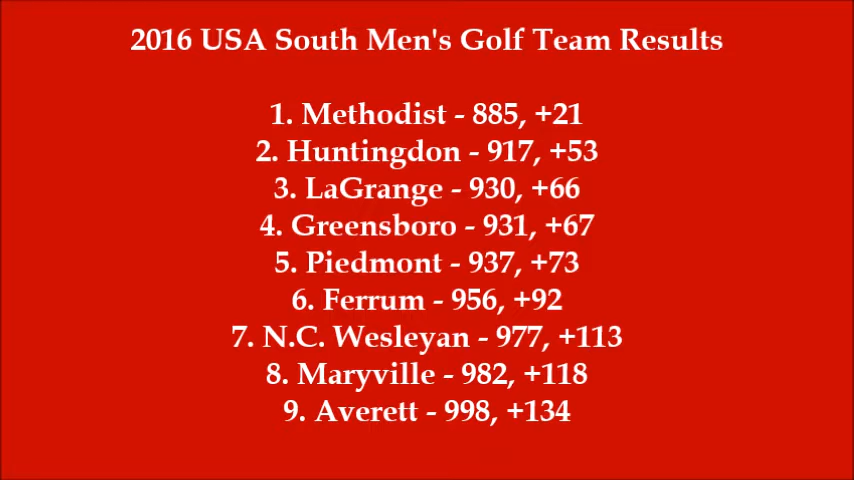 2016 USA South Men's Golf Team Results
1. Methodist - 885, +21
2. Huntingdon - 917, +53
3. LaGrange - 930, +66
4. Greensboro - 931, +67
5. Piedmont - 937, +73
6. Ferrum - 956, +92
7. N.C. Wesleyan - 977, +113
8. Maryville - 982, +118
9. Averett - 998, +134